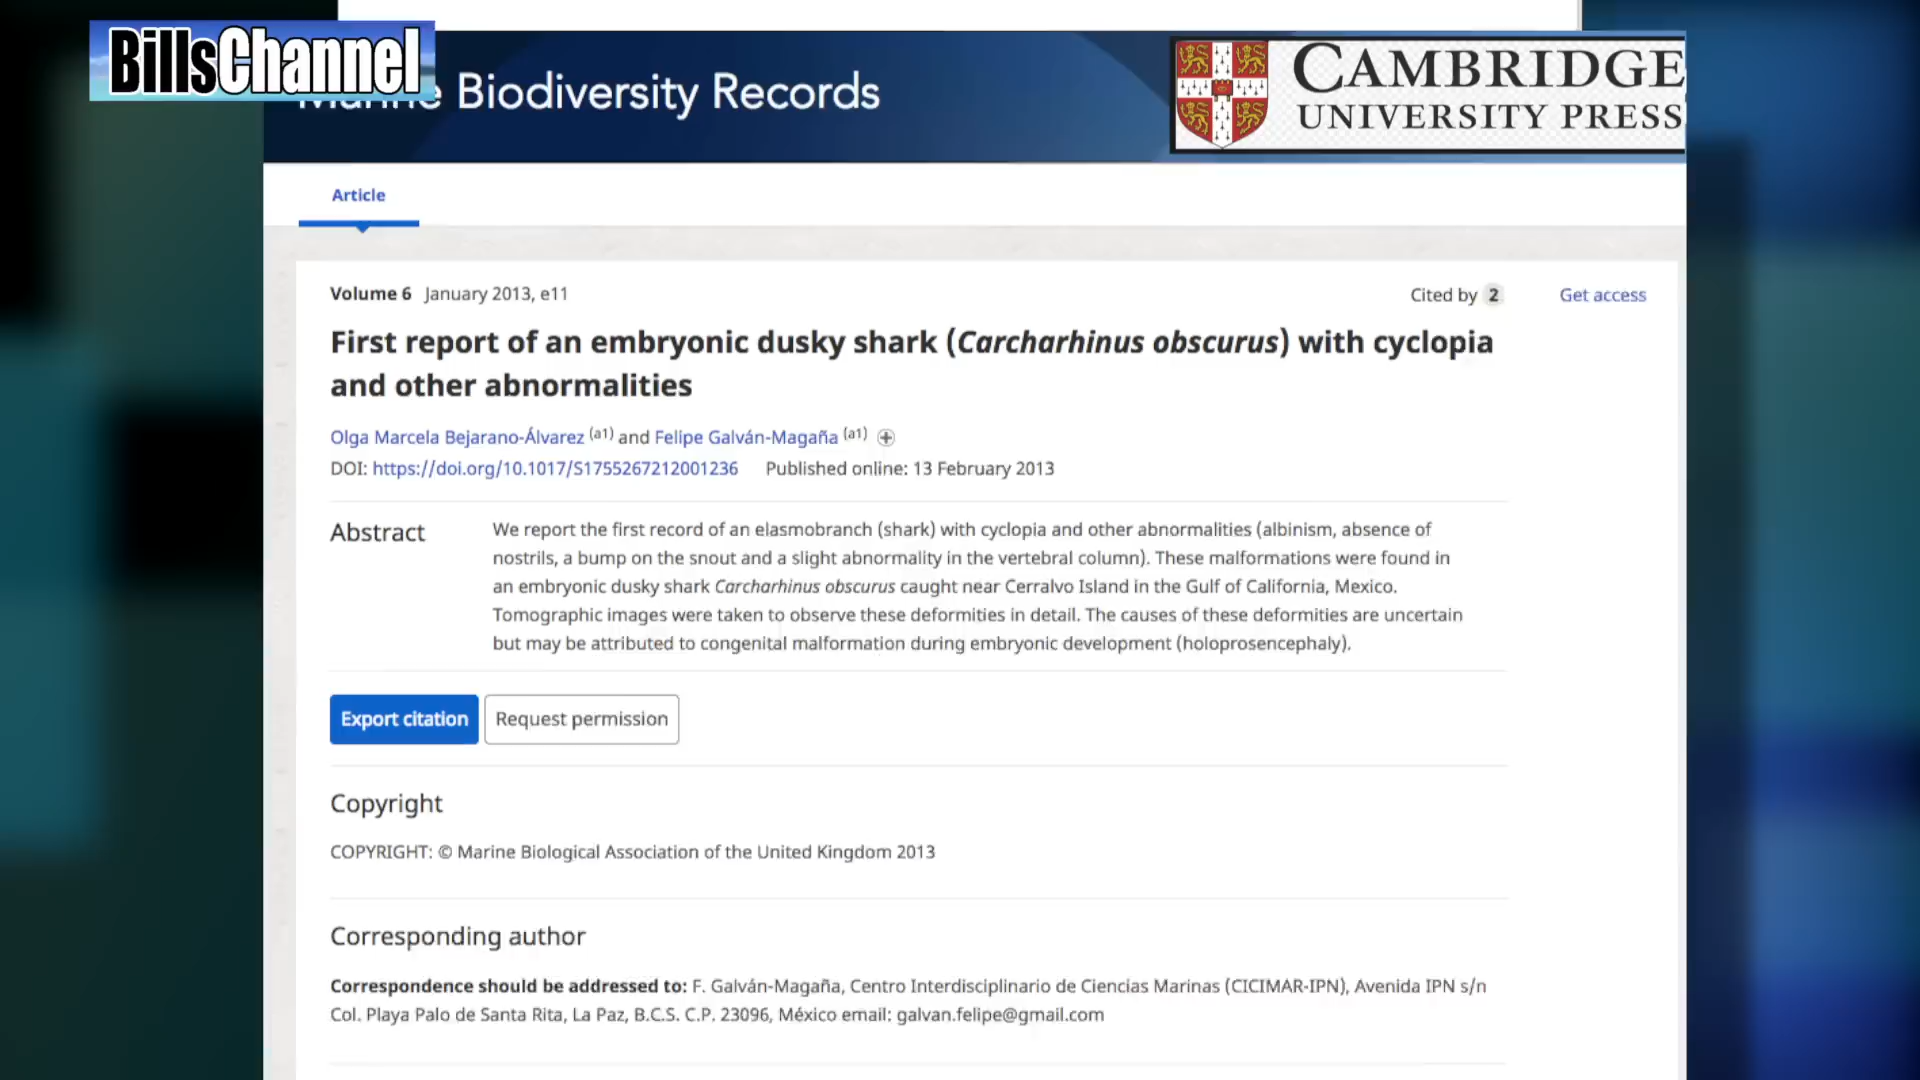 BillsChannel
Marine Biodiversity Records
CAMBRIDGE
UNIVERSITY PRESS
Article
Volume 6 January 2013, e11
Cited by 2 Get access
First report of an embryonic dusky shark (Carcharhinus obscurus) with cyclopia
and other abnormalities
Olga Marcela Bejarano-Álvarez (a1) and Felipe Galván-Magaña (a1)
DOI: https://doi.org/10.1017/S1755267212001236 Published online: 13 February 2013
Abstract
We report the first record of an elasmobranch (shark) with cyclopia and other abnormalities (albinism, absence of
nostrils, a bump on the snout and a slight abnormality in the vertebral column). These malformations were found in
an embryonic dusky shark Carcharhinus obscurus caught near Cerralvo Island in the Gulf of California, Mexico.
Tomographic images were taken to observe these deformities in detail. The causes of these deformities are uncertain
but may be attributed to congenital malformation during embryonic development (holoprosencephaly).
Export citation Request permission
Copyright
COPYRIGHT: © Marine Biological Association of the United Kingdom 2013
Corresponding author
Correspondence should be addressed to: F. Galván-Magaña, Centro Interdisciplinario de Ciencias Marinas (CICIMAR-IPN), Avenida IPN s/n
Col. Playa Palo de Santa Rita, La Paz, B.C.S. C.P. 23096, México email: galvan.felipe@gmail.com